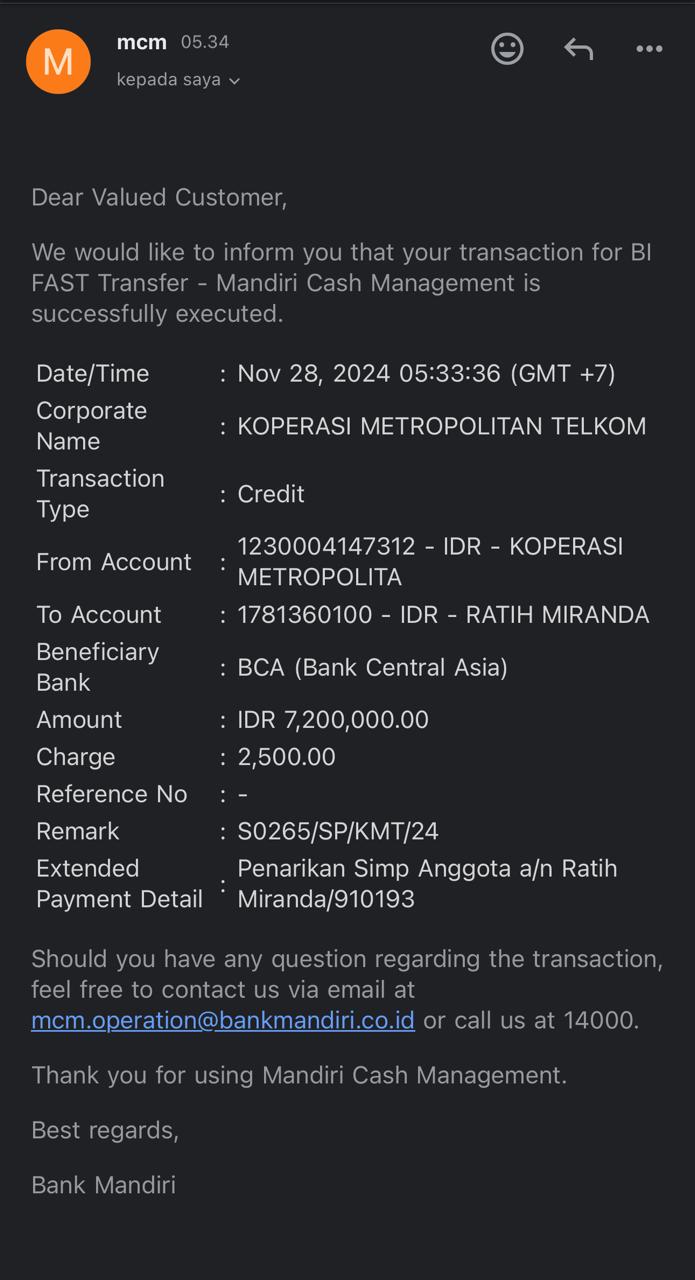 M
mcm 05.34
kepada saya
Dear Valued Customer,
We would like to inform you that your transaction for BI
FAST Transfer - Mandiri Cash Management is
successfully executed.
Date/Time : Nov 28, 2024 05:33:36 (GMT +7)
Corporate
Name : KOPERASI METROPOLITAN TELKOM
Transaction
Type : Credit
From Account : 1230004147312 - IDR - KOPERASI
METROPOLITA
To Account : 1781360100 - IDR - RATIH MIRANDA
Beneficiary
Bank : BCA (Bank Central Asia)
Amount : IDR 7,200,000.00
Charge : 2,500.00
Reference No : -
Remark : S0265/SP/KMT/24
Extended
Payment Detail : Penarikan Simp Anggota a/n Ratih
Miranda/910193
Should you have any question regarding the transaction,
feel free to contact us via email at
mcm.operation@bankmandiri.co.id or call us at 14000.
Thank you for using Mandiri Cash Management.
Best regards,
Bank Mandiri